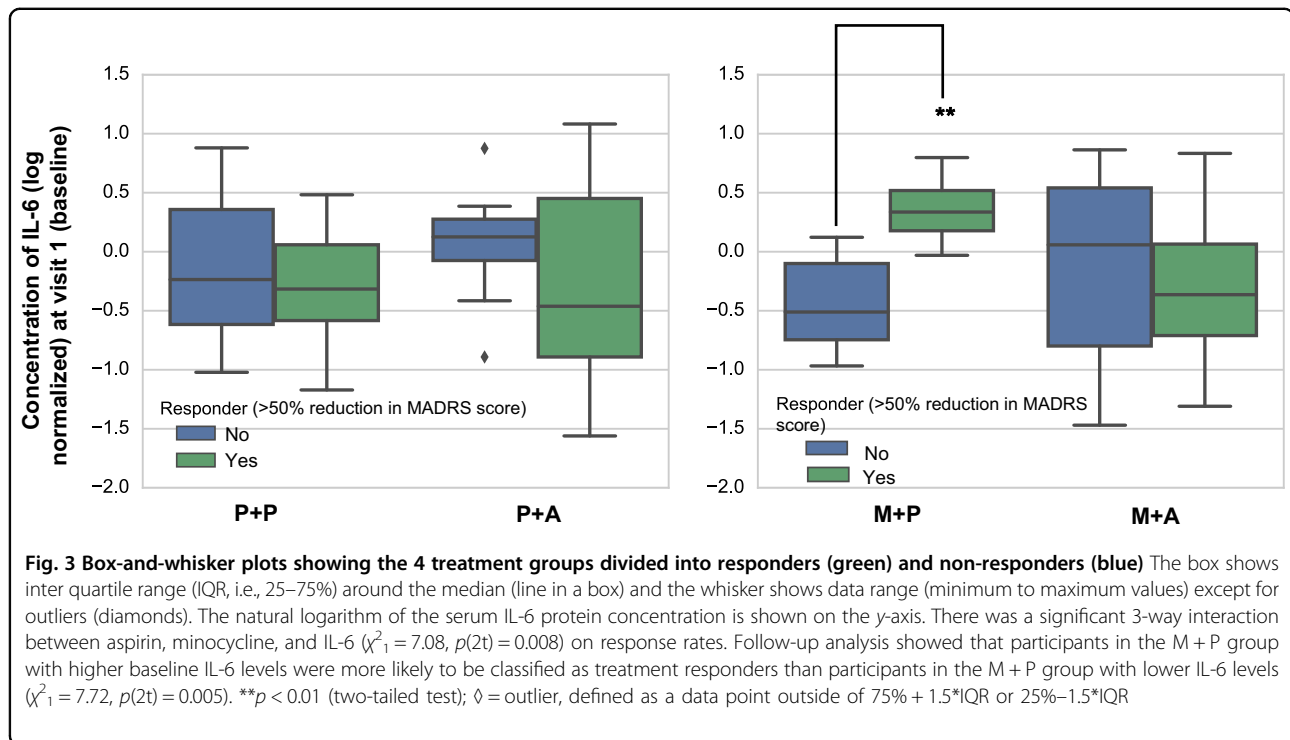 Concentration of IL-6 (log
normalized) at visit 1 (baseline)
1.5
1.0
0.5
0.0
−0.5
−1.0
−1.5
−2.0
Responder (>50% reduction in MADRS score)
No
Yes
P+P
P+A
1.5
1.0
0.5
0.0
−0.5
−1.0
−1.5
−2.0
**
Responder (>50% reduction in MADRS
score)
No
Yes
M+P
M+A
Fig. 3 Box-and-whisker plots showing the 4 treatment groups divided into responders (green) and non-responders (blue) The box shows
inter quartile range (IQR, i.e., 25–75%) around the median (line in a box) and the whisker shows data range (minimum to maximum values) except for
outliers (diamonds). The natural logarithm of the serum IL-6 protein concentration is shown on the y-axis. There was a significant 3-way interaction
between aspirin, minocycline, and IL-6 (χ²₁ = 7.08, p(2t) = 0.008) on response rates. Follow-up analysis showed that participants in the M + P group
with higher baseline IL-6 levels were more likely to be classified as treatment responders than participants in the M + P group with lower IL-6 levels
(χ²₁ = 7.72, p(2t) = 0.005). **p < 0.01 (two-tailed test); ◊ = outlier, defined as a data point outside of 75% + 1.5*IQR or 25%–1.5*IQR